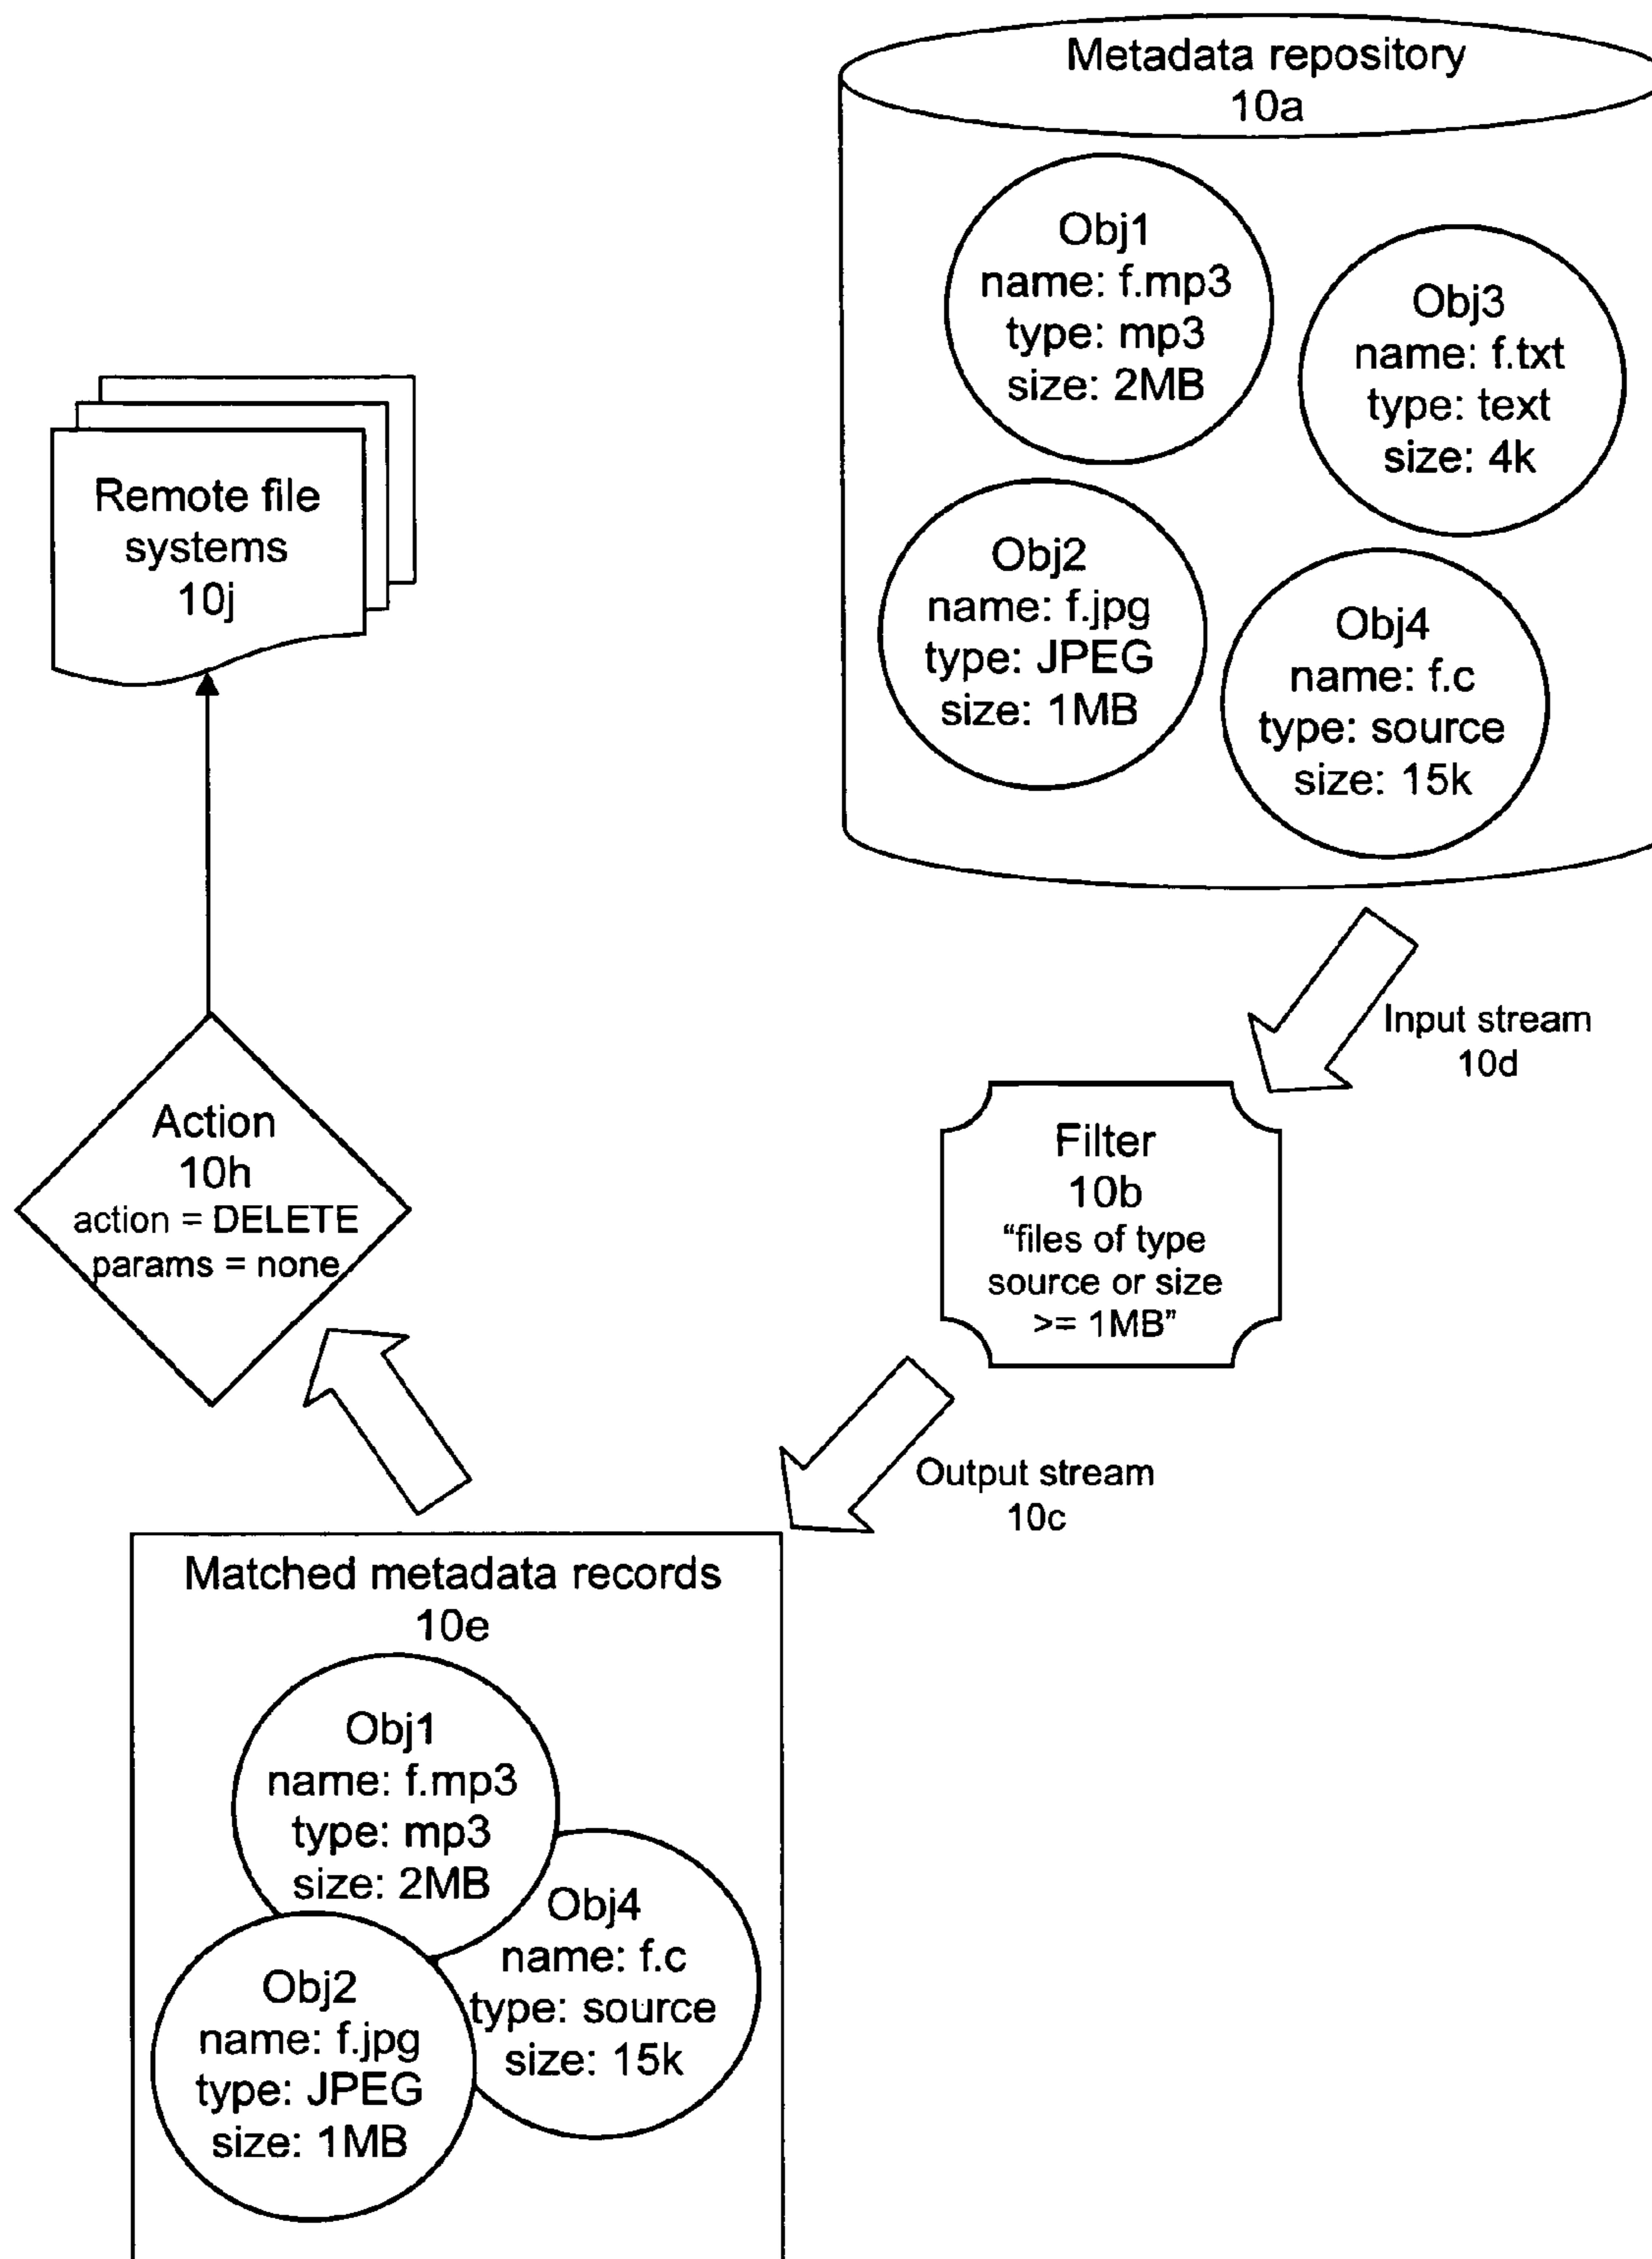 Metadata repository
10a
Obj1
name: f.mp3
type: mp3
size: 2MB
Obj3
name: f.txt
type: text
size: 4k
Obj2
name: f.jpg
type: JPEG
size: 1MB
Obj4
name: f.c
type: source
size: 15k
Remote file
systems
10j
Input stream
10d
Action
10h
action = DELETE
params = none
Filter
10b
“files of type
source or size
>= 1MB”
Output stream
10c
Matched metadata records
10e
Obj1
name: f.mp3
type: mp3
size: 2MB
Obj4
name: f.c
type: source
size: 15k
Obj2
name: f.jpg
type: JPEG
size: 1MB